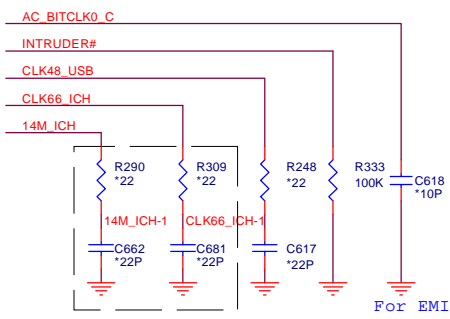 AC_BITCLK0_C
INTRUDER#
CLK48_USB
CLK66_ICH
14M_ICH
R290 R309 R248 R333
*22 *22 *22 100K C618
*10P
14M_ICH-1 CLK66_ICH-1
C662 C681 C617
*22P *22P *22P
For EMI